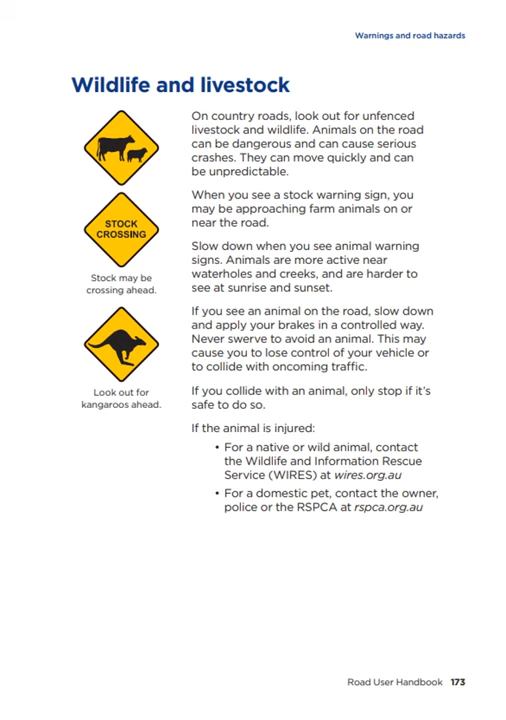 Warnings and road hazards
Wildlife and livestock
On country roads, look out for unfenced
livestock and wildlife. Animals on the road
can be dangerous and can cause serious
crashes. They can move quickly and can
be unpredictable.
When you see a stock warning sign, you
may be approaching farm animals on or
near the road.
STOCK
CROSSING
Slow down when you see animal warning
signs. Animals are more active near
waterholes and creeks, and are harder to
see at sunrise and sunset.
Stock may be
crossing ahead.
If you see an animal on the road, slow down
and apply your brakes in a controlled way.
Never swerve to avoid an animal. This may
cause you to lose control of your vehicle or
to collide with oncoming traffic.
Look out for
kangaroos ahead.
If you collide with an animal, only stop if it's
safe to do so.
If the animal is injured:
• For a native or wild animal, contact
the Wildlife and Information Rescue
Service (WIRES) at wires.org.au
• For a domestic pet, contact the owner,
police or the RSPCA at rspca.org.au
Road User Handbook 173